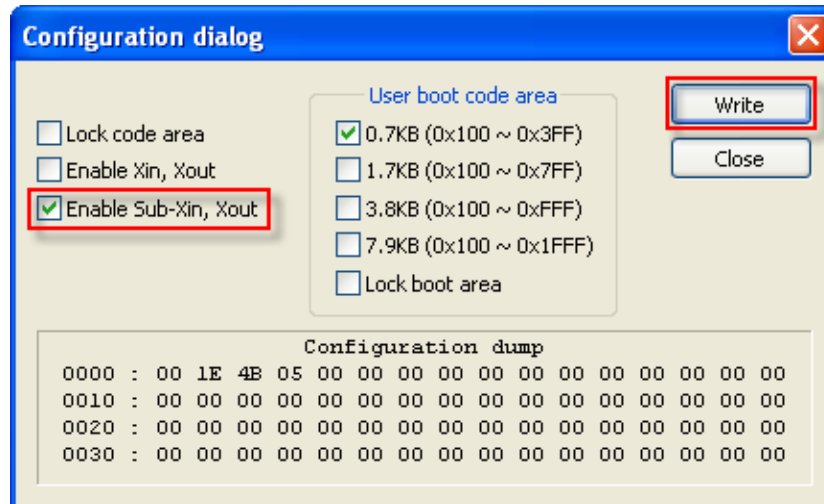 Configuration dialog
Lock code area
Enable Xin, Xout
Enable Sub-Xin, Xout
User boot code area
0.7KB (0x100 ~ 0x3FF)
1.7KB (0x100 ~ 0x7FF)
3.8KB (0x100 ~ 0xFFF)
7.9KB (0x100 ~ 0x1FFF)
Lock boot area
Write
Close
Configuration dump
0000 : 00 1E 4B 05 00 00 00 00 00 00 00 00 00 00 00 00
0010 : 00 00 00 00 00 00 00 00 00 00 00 00 00 00 00 00
0020 : 00 00 00 00 00 00 00 00 00 00 00 00 00 00 00 00
0030 : 00 00 00 00 00 00 00 00 00 00 00 00 00 00 00 00